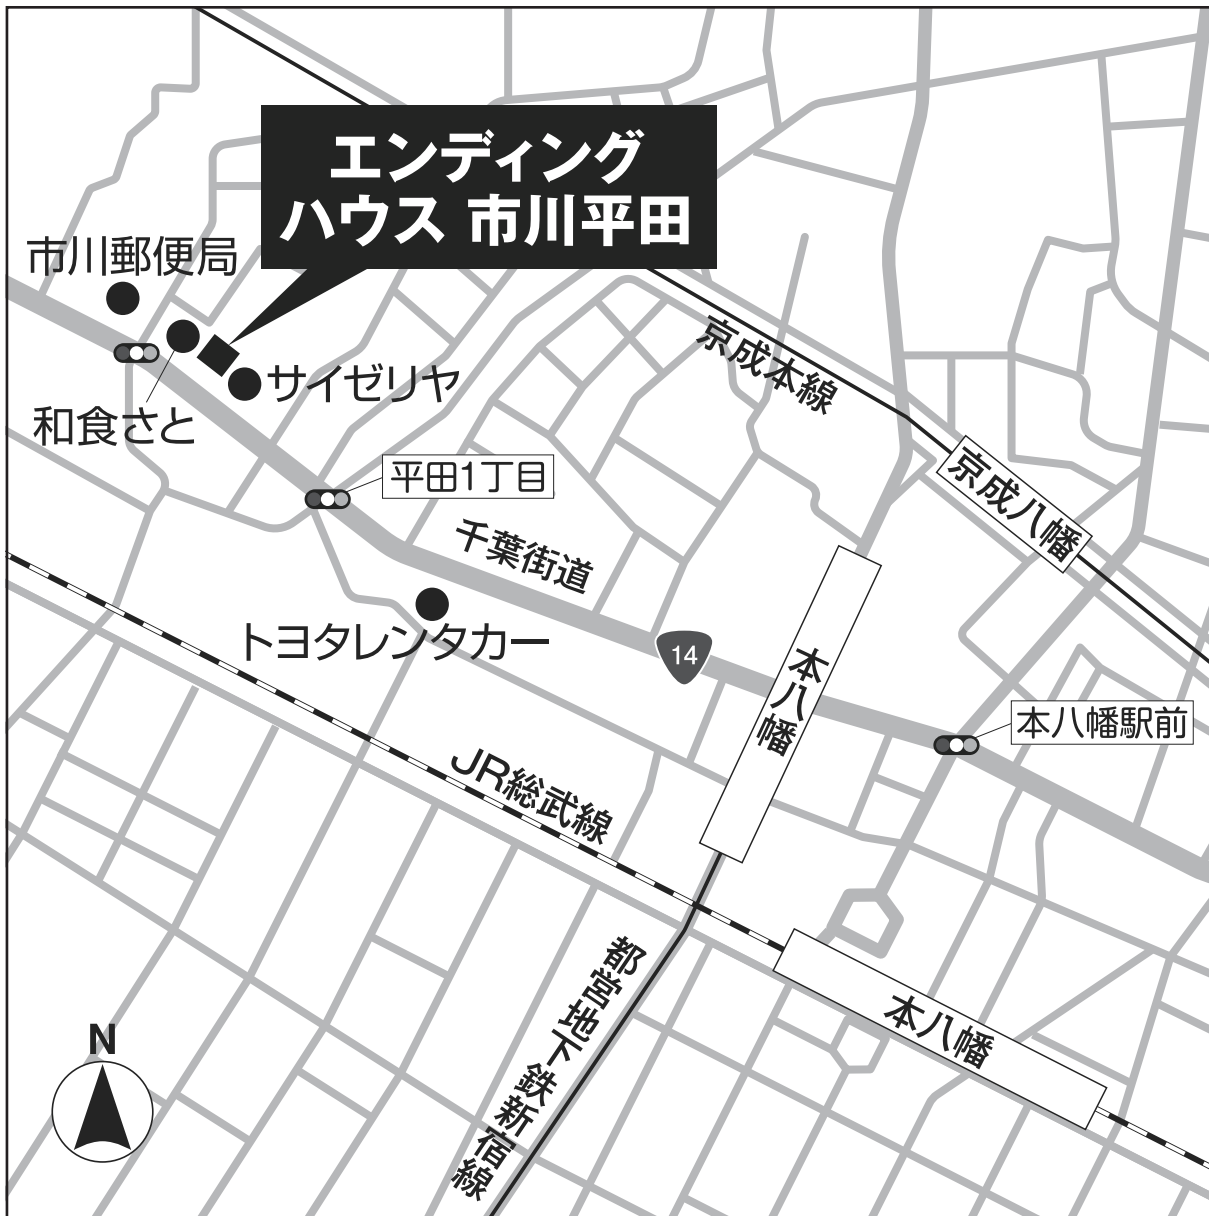 エンディング
ハウス 市川平田
市川郵便局
サイゼリヤ
和食さと
平田1丁目
京成本線
京成八幡
千葉街道
トヨタレンタカー
14
本八幡
本八幡駅前
JR総武線
都営地下鉄新宿線
本八幡
N